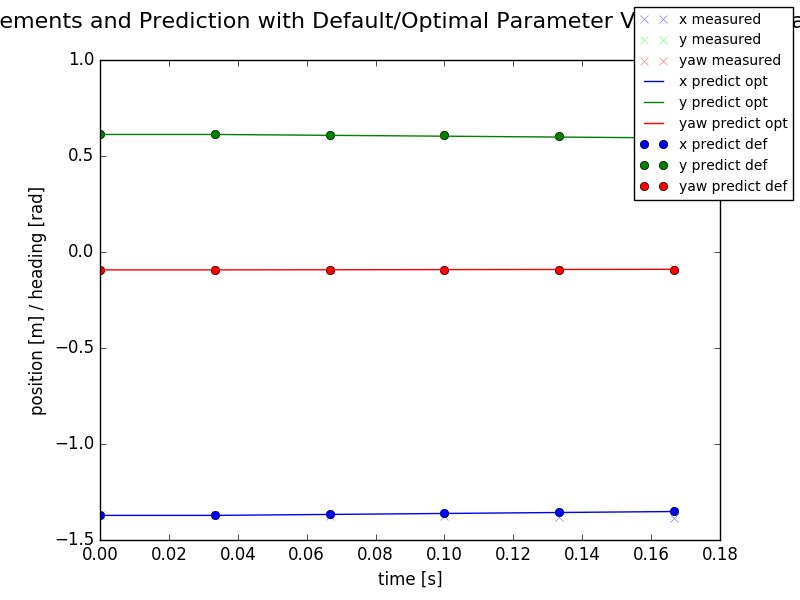 ements and Prediction with Default/Optimal Parameter V
x measured
y measured
yaw measured
x predict opt
y predict opt
yaw predict opt
x predict def
y predict def
yaw predict def
1.0
0.5
0.0
−0.5
−1.0
−1.5
position [m] / heading [rad]
0.00 0.02 0.04 0.06 0.08 0.10 0.12 0.14 0.16 0.18
time [s]